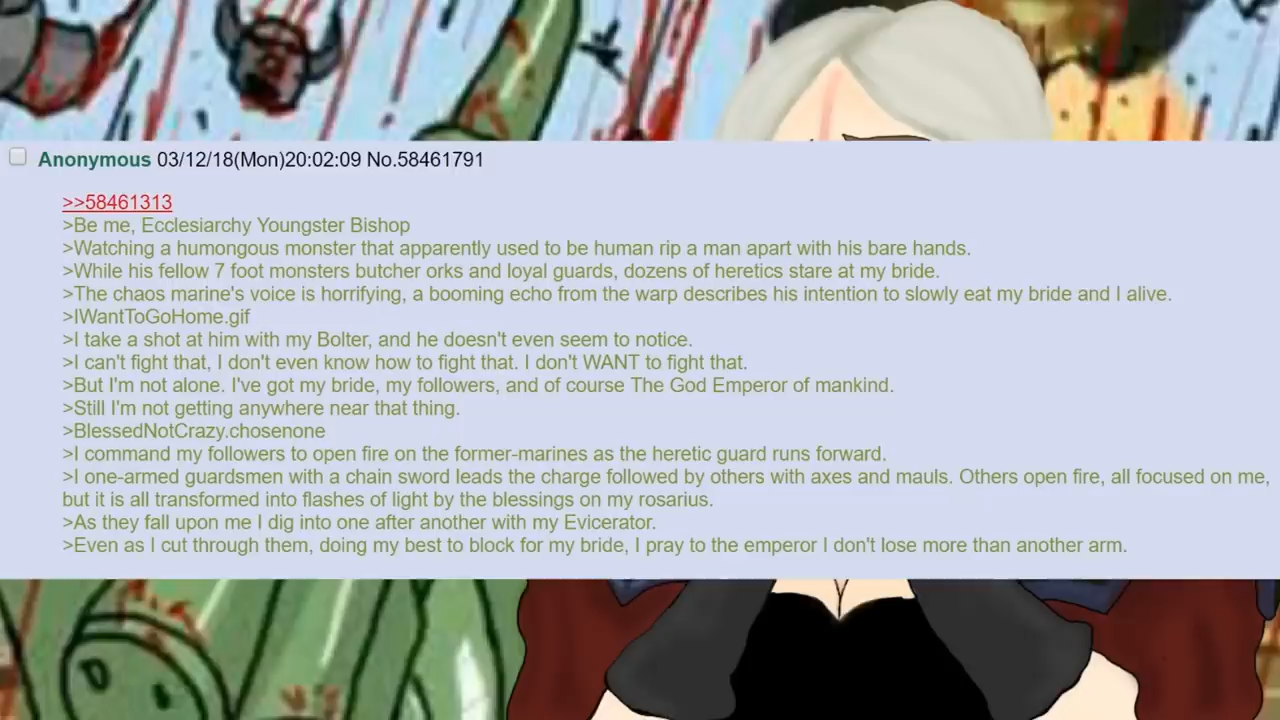 Anonymous 03/12/18(Mon)20:02:09 No.58461791
>>58461313
>Be me, Ecclesiarchy Youngster Bishop
>Watching a humongous monster that apparently used to be human rip a man apart with his bare hands.
>While his fellow 7 foot monsters butcher orks and loyal guards, dozens of heretics stare at my bride.
>The chaos marine's voice is horrifying, a booming echo from the warp describes his intention to slowly eat my bride and I alive.
>IWantToGoHome.gif
>I take a shot at him with my Bolter, and he doesn't even seem to notice.
>I can't fight that, I don't even know how to fight that. I don't WANT to fight that.
>But I'm not alone. I've got my bride, my followers, and of course The God Emperor of mankind.
>Still I'm not getting anywhere near that thing.
>BlessedNotCrazy.chosenone
>I command my followers to open fire on the former-marines as the heretic guard runs forward.
>I one-armed guardsmen with a chain sword leads the charge followed by others with axes and mauls. Others open fire, all focused on me,
but it is all transformed into flashes of light by the blessings on my rosarius.
>As they fall upon me I dig into one after another with my Evicerator.
>Even as I cut through them, doing my best to block for my bride, I pray to the emperor I don't lose more than another arm.